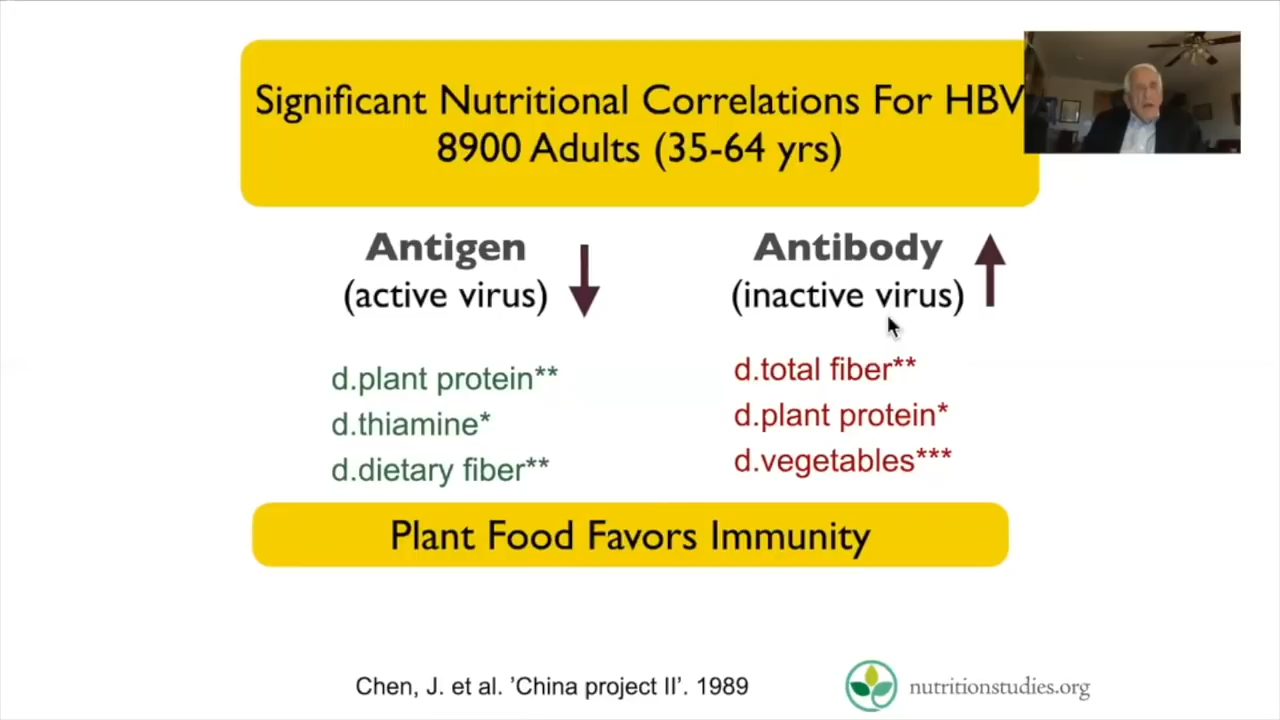 Significant Nutritional Correlations For HBV
8900 Adults (35-64 yrs)
Antigen
(active virus)
d.plant protein**
d.thiamine*
d.dietary fiber**
Antibody
(inactive virus)
d.total fiber**
d.plant protein*
d.vegetables***
Plant Food Favors Immunity
Chen, J. et al. ’China project II’. 1989
nutritionstudies.org